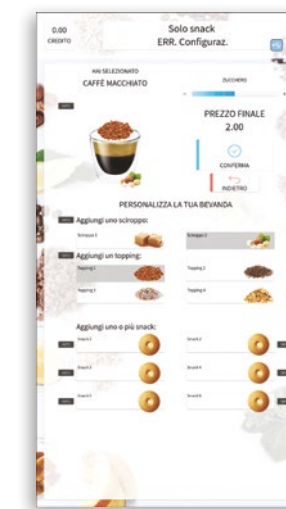 0.00
CREDITO
Solo snack
ERR. Configuraz.
HAI SELEZIONATO
CAFFÈ MACCHIATO
ZUCCHERO
PREZZO FINALE
2.00
CONFERMA
INDIETRO
PERSONALIZZA LA TUA BEVANDA
Aggiungi uno sciroppo:
Sciroppo 1
Sciroppo 2
Aggiungi un topping:
Topping 1
Topping 2
Topping 3
Topping 4
Aggiungi uno o più snack:
Snack 1
Snack 2
Snack 3
Snack 4
Snack 5
Snack 6